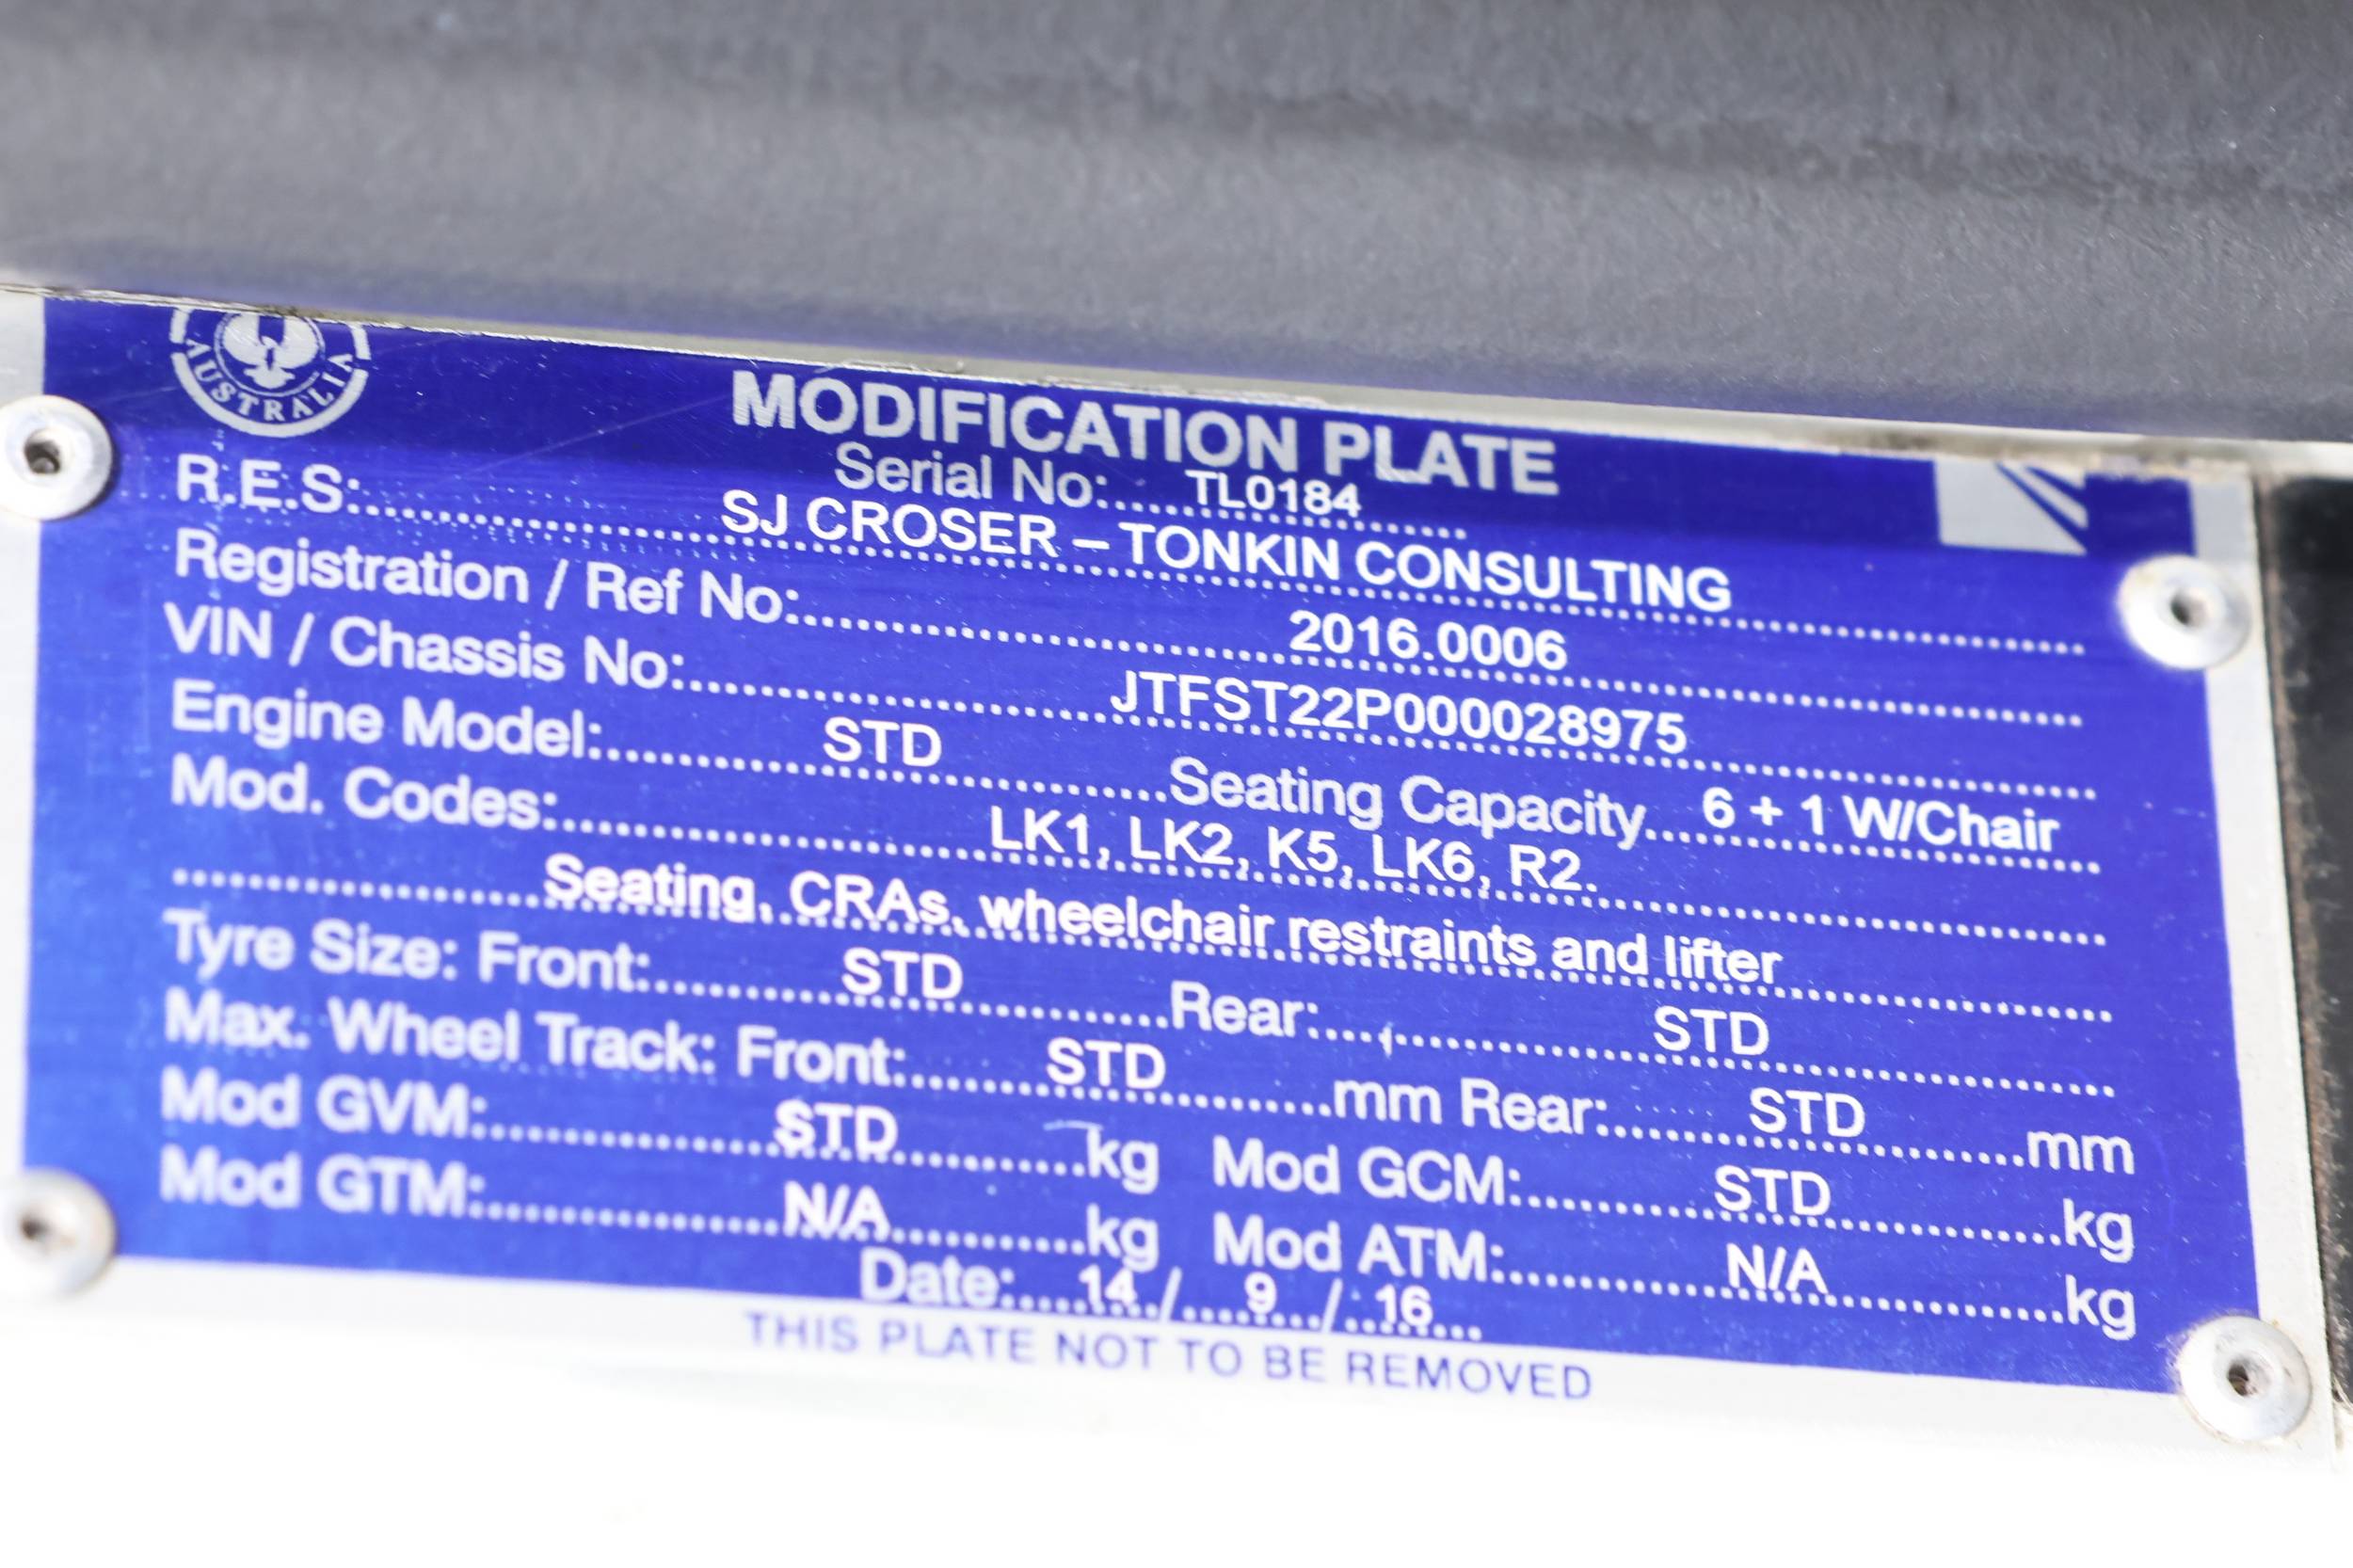 AUSTRALIA
MODIFICATION PLATE
Serial No:..... TL0184
R.E.S:..... SJ CROSER – TONKIN CONSULTING
Registration / Ref No:..... 2016.0006
VIN / Chassis No:..... JTFST22P000028975
Engine Model:..... STD .....Seating Capacity..... 6 + 1 W/Chair
Mod. Codes:..... LK1, LK2, K5, LK6, R2.
Seating, CRAs, wheelchair restraints and lifter
Tyre Size: Front:..... STD .....Rear:..... STD
Max. Wheel Track: Front:..... STD .....mm Rear:..... STD .....mm
Mod GVM:..... STD .....kg Mod GCM:..... STD .....kg
Mod GTM:..... N/A .....kg Mod ATM:..... N/A .....kg
Date:..... 14 / 9 / 16
THIS PLATE NOT TO BE REMOVED